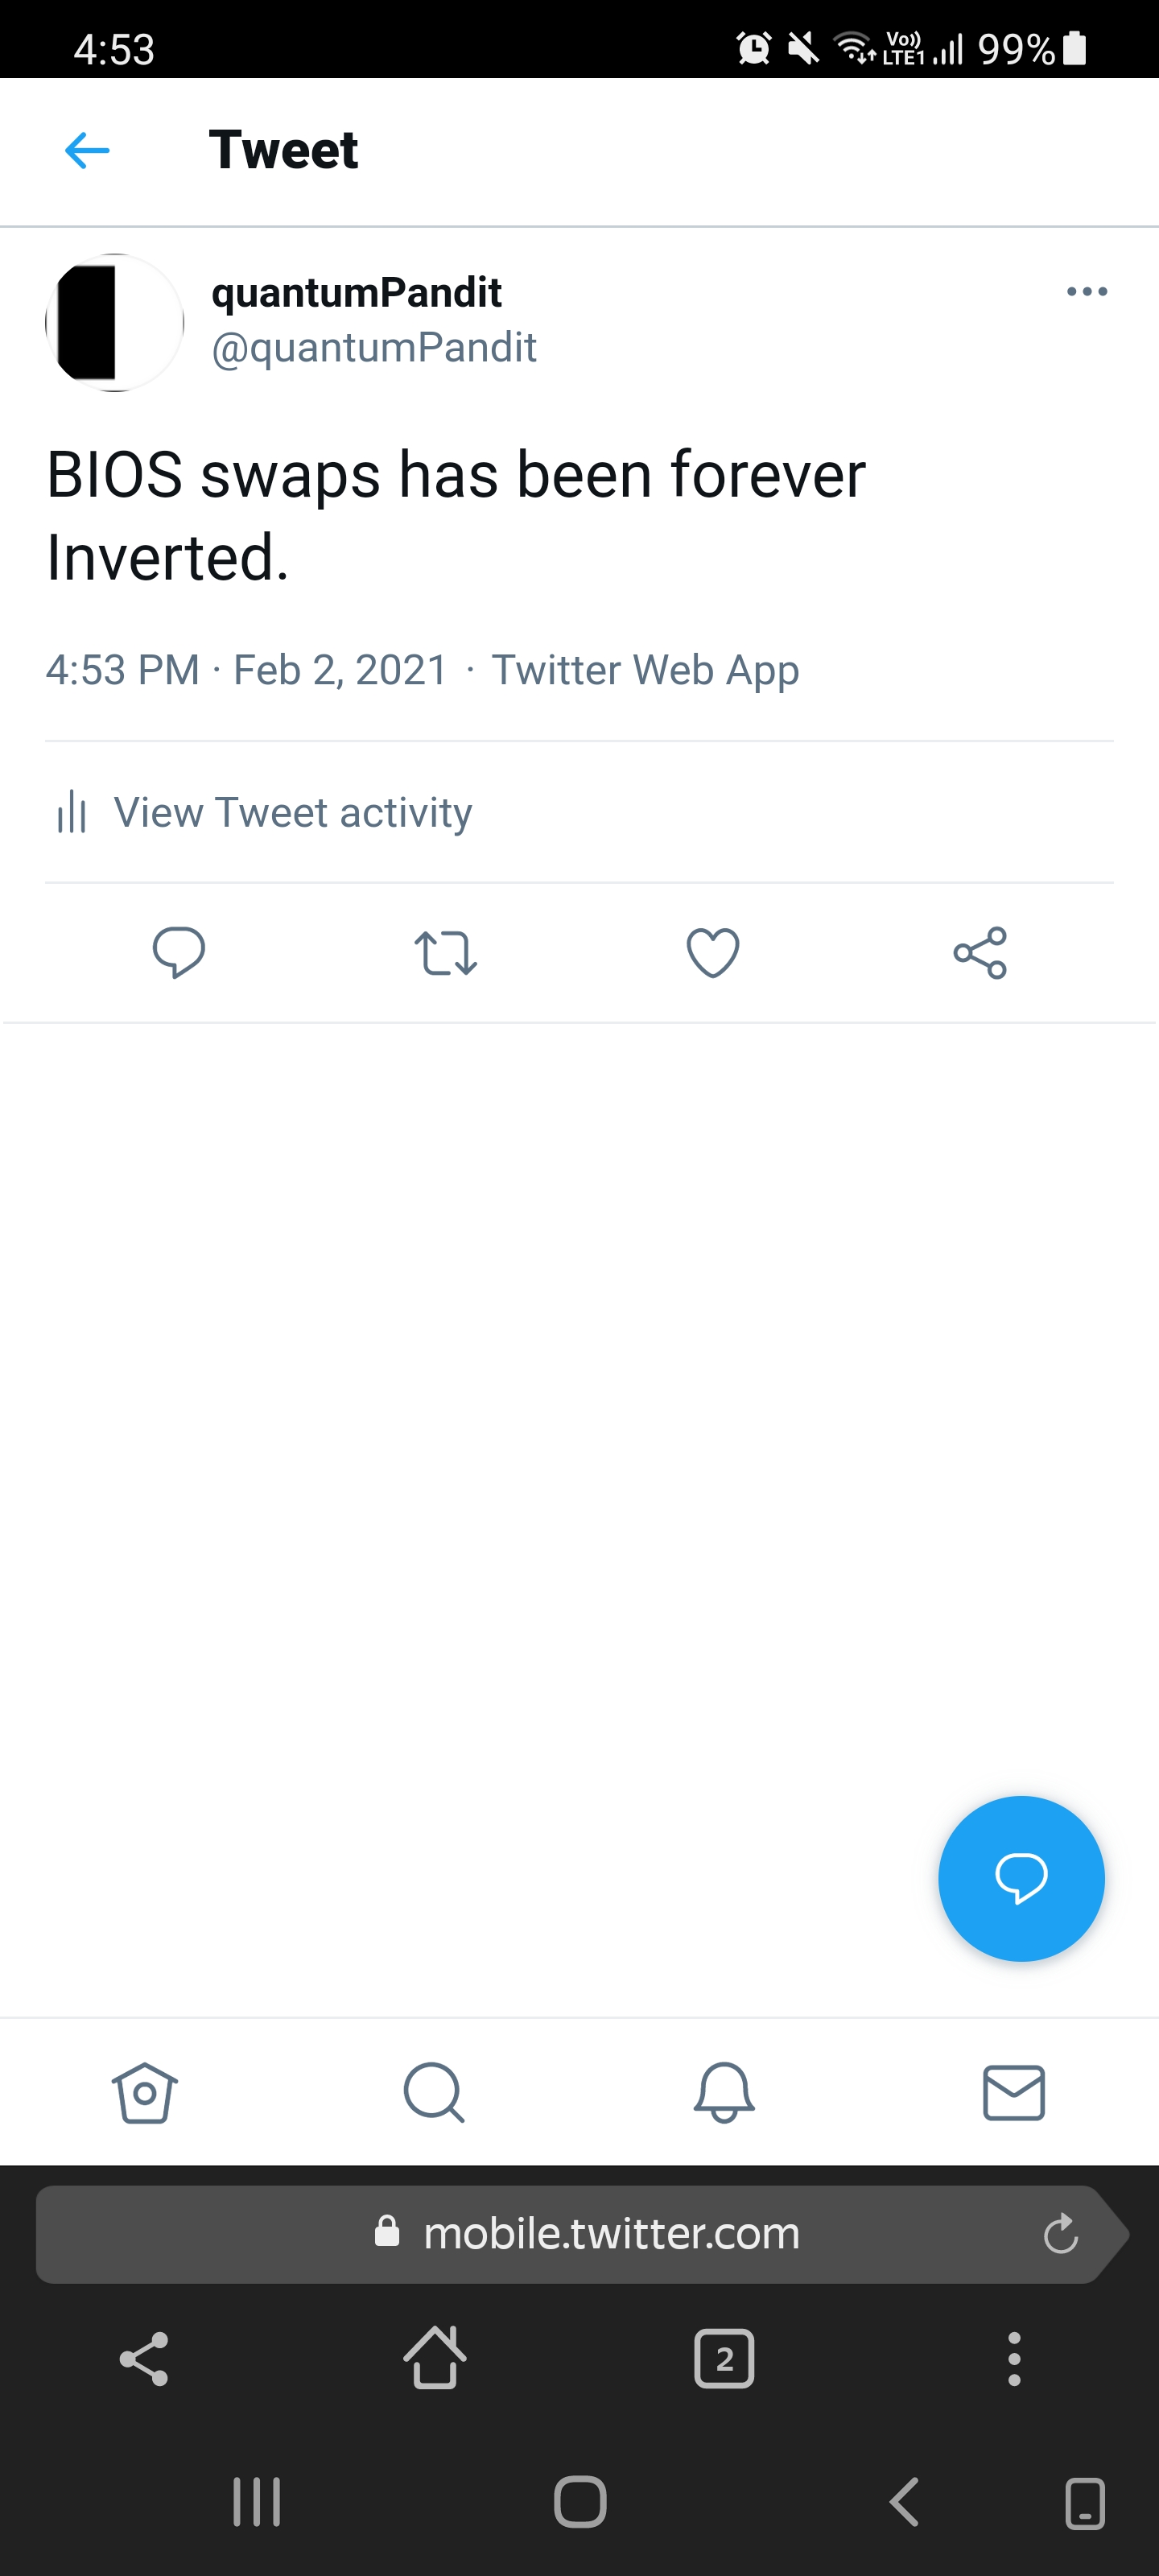 4:53
Vo)) LTE1 99%
Tweet
quantumPandit
@quantumPandit
BIOS swaps has been forever
Inverted.
4:53 PM · Feb 2, 2021 · Twitter Web App
View Tweet activity
mobile.twitter.com
2